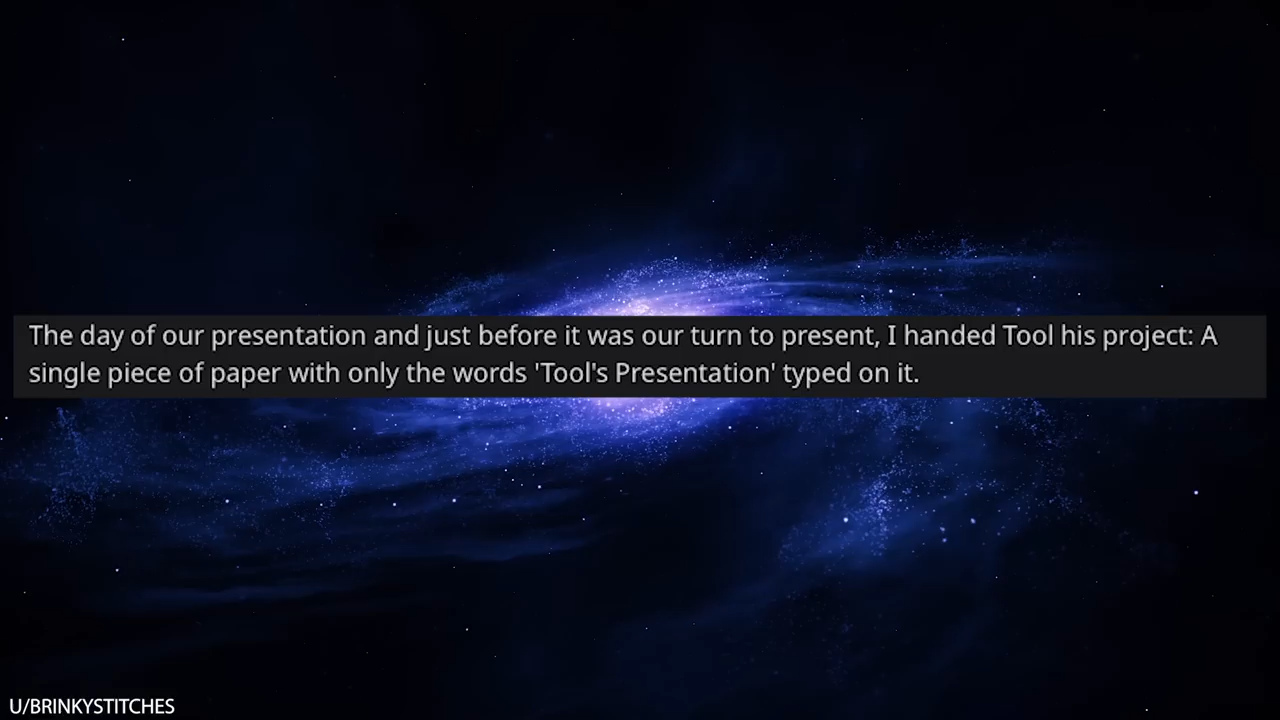 The day of our presentation and just before it was our turn to present, I handed Tool his project: A
single piece of paper with only the words 'Tool's Presentation' typed on it.
U/BRINKYSTITCHES